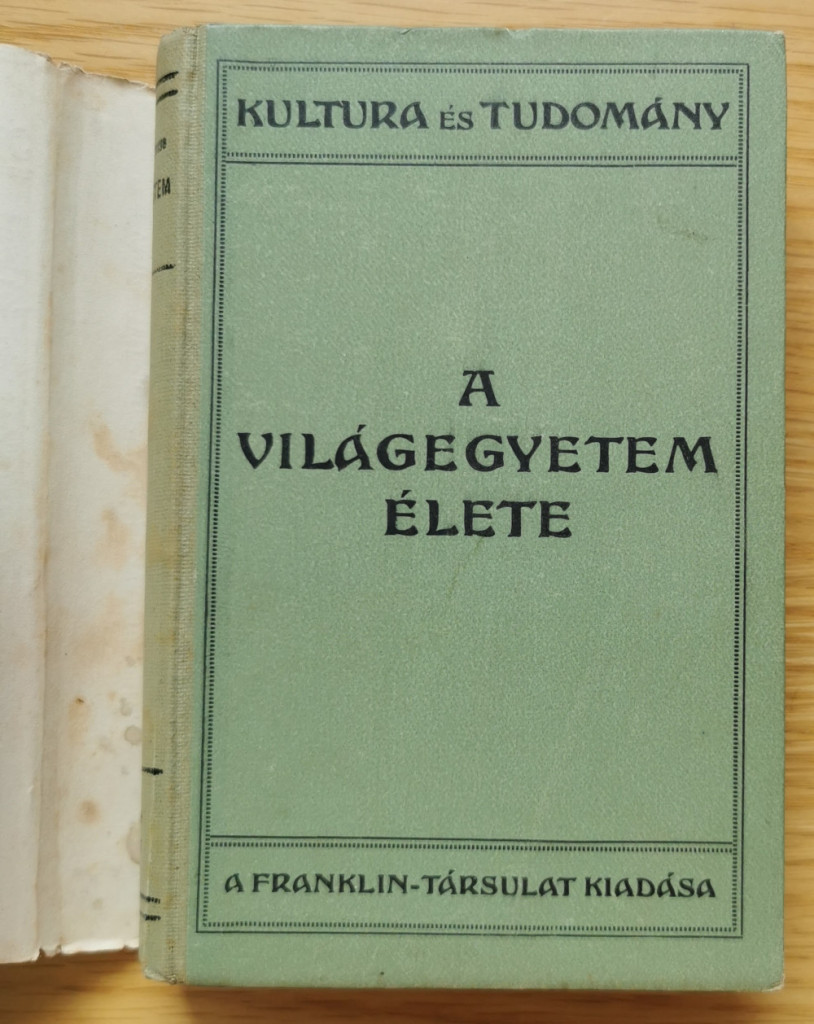 KULTURA ÉS TUDOMÁNY
A
VILÁGEGYETEM
ÉLETE
A FRANKLIN-TÁRSULAT KIADÁSA